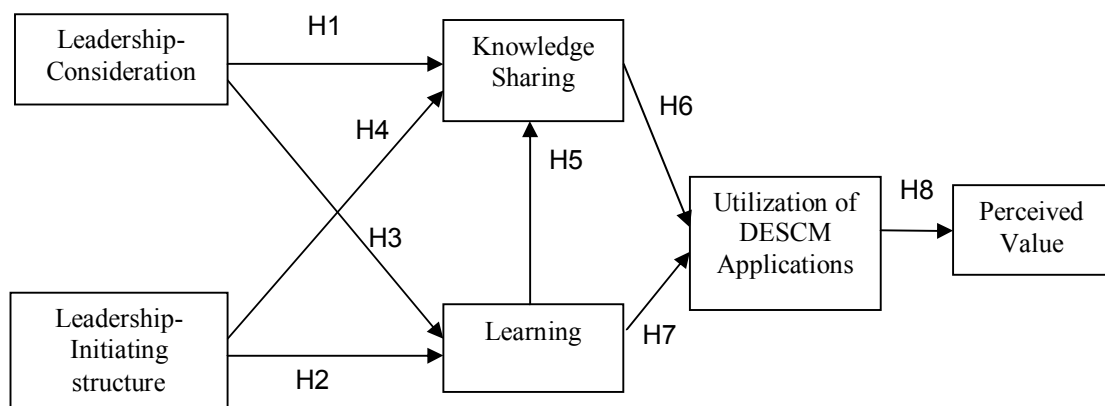 H1
Leadership-
Consideration
Knowledge
Sharing
H4
H6
H5
Utilization of
DESCM
Applications
H8
Perceived
Value
H3
Leadership-
Initiating
structure
Learning
H7
H2